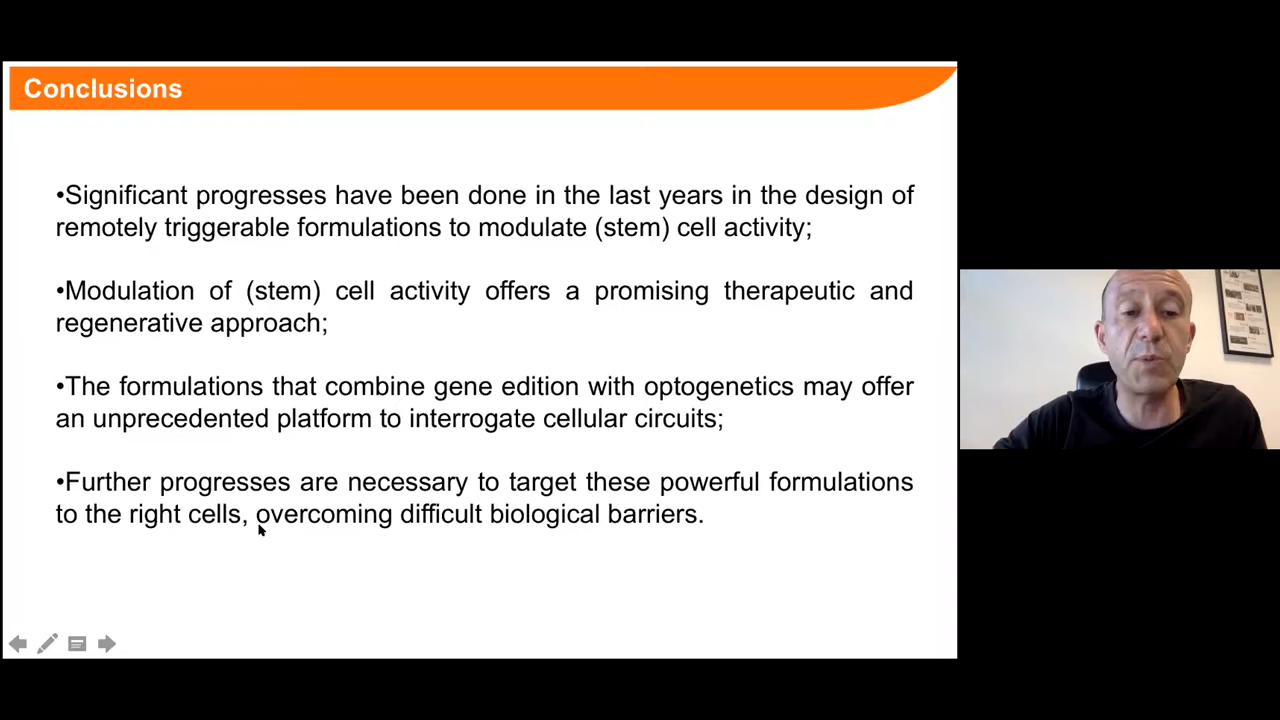 Conclusions
•Significant progresses have been done in the last years in the design of
remotely triggerable formulations to modulate (stem) cell activity;
•Modulation of (stem) cell activity offers a promising therapeutic and
regenerative approach;
•The formulations that combine gene edition with optogenetics may offer
an unprecedented platform to interrogate cellular circuits;
•Further progresses are necessary to target these powerful formulations
to the right cells, overcoming difficult biological barriers.